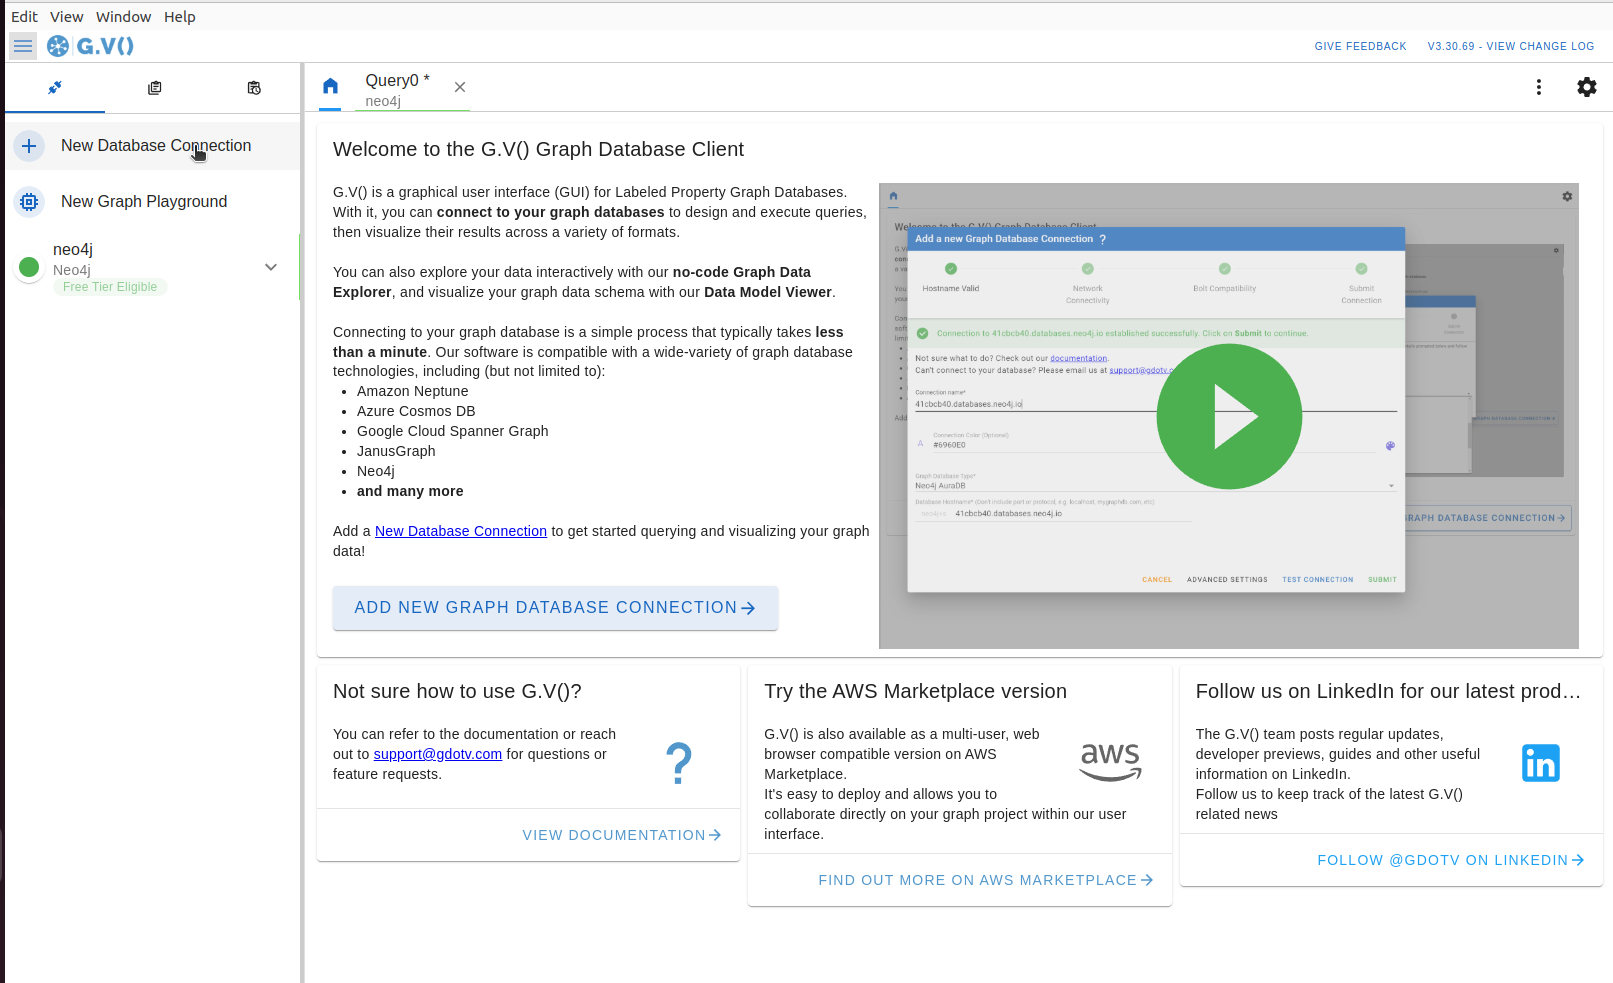 Edit View Window Help
G.V()
GIVE FEEDBACK
V3.30.69 - VIEW CHANGE LOG
Query0 *
neo4j
New Database Connection
New Graph Playground
neo4j
Neo4j
Free Tier Eligible
Welcome to the G.V() Graph Database Client
G.V() is a graphical user interface (GUI) for Labeled Property Graph Databases.
With it, you can connect to your graph databases to design and execute queries,
then visualize their results across a variety of formats.
You can also explore your data interactively with our no-code Graph Data
Explorer, and visualize your graph data schema with our Data Model Viewer.
Connecting to your graph database is a simple process that typically takes less
than a minute. Our software is compatible with a wide-variety of graph database
technologies, including (but not limited to):
• Amazon Neptune
• Azure Cosmos DB
• Google Cloud Spanner Graph
• JanusGraph
• Neo4j
• and many more
Add a New Database Connection to get started querying and visualizing your graph
data!
ADD NEW GRAPH DATABASE CONNECTION
Add a new Graph Database Connection ?
Hostname Valid
Network
Connectivity
Bolt Compatibility
Submit
Connection
Connection to 41cbcb40.databases.neo4j.io established successfully. Click on Submit to continue.
Not sure what to do? Check out our documentation.
Can't connect to your database? Please email us at support@gdotv.c
Connection name*
41cbcb40.databases.neo4j.io
Connection Color (Optional)
#6960E0
Graph Database Type*
Neo4j AuraDB
Database Hostname* (Don't include port or protocol, e.g. localhost, mygraphdb.com, etc)
41cbcb40.databases.neo4j.io
CANCEL
ADVANCED SETTINGS
TEST CONNECTION
SUBMIT
GRAPH DATABASE CONNECTION
Not sure how to use G.V()?
You can refer to the documentation or reach
out to support@gdotv.com for questions or
feature requests.
?
VIEW DOCUMENTATION
Try the AWS Marketplace version
G.V() is also available as a multi-user, web
browser compatible version on AWS
Marketplace.
It's easy to deploy and allows you to
collaborate directly on your graph project within our user
interface.
aws
FIND OUT MORE ON AWS MARKETPLACE
Follow us on LinkedIn for our latest prod...
The G.V() team posts regular updates,
developer previews, guides and other useful
information on LinkedIn.
Follow us to keep track of the latest G.V()
related news
in
FOLLOW @GDOTV ON LINKEDIN